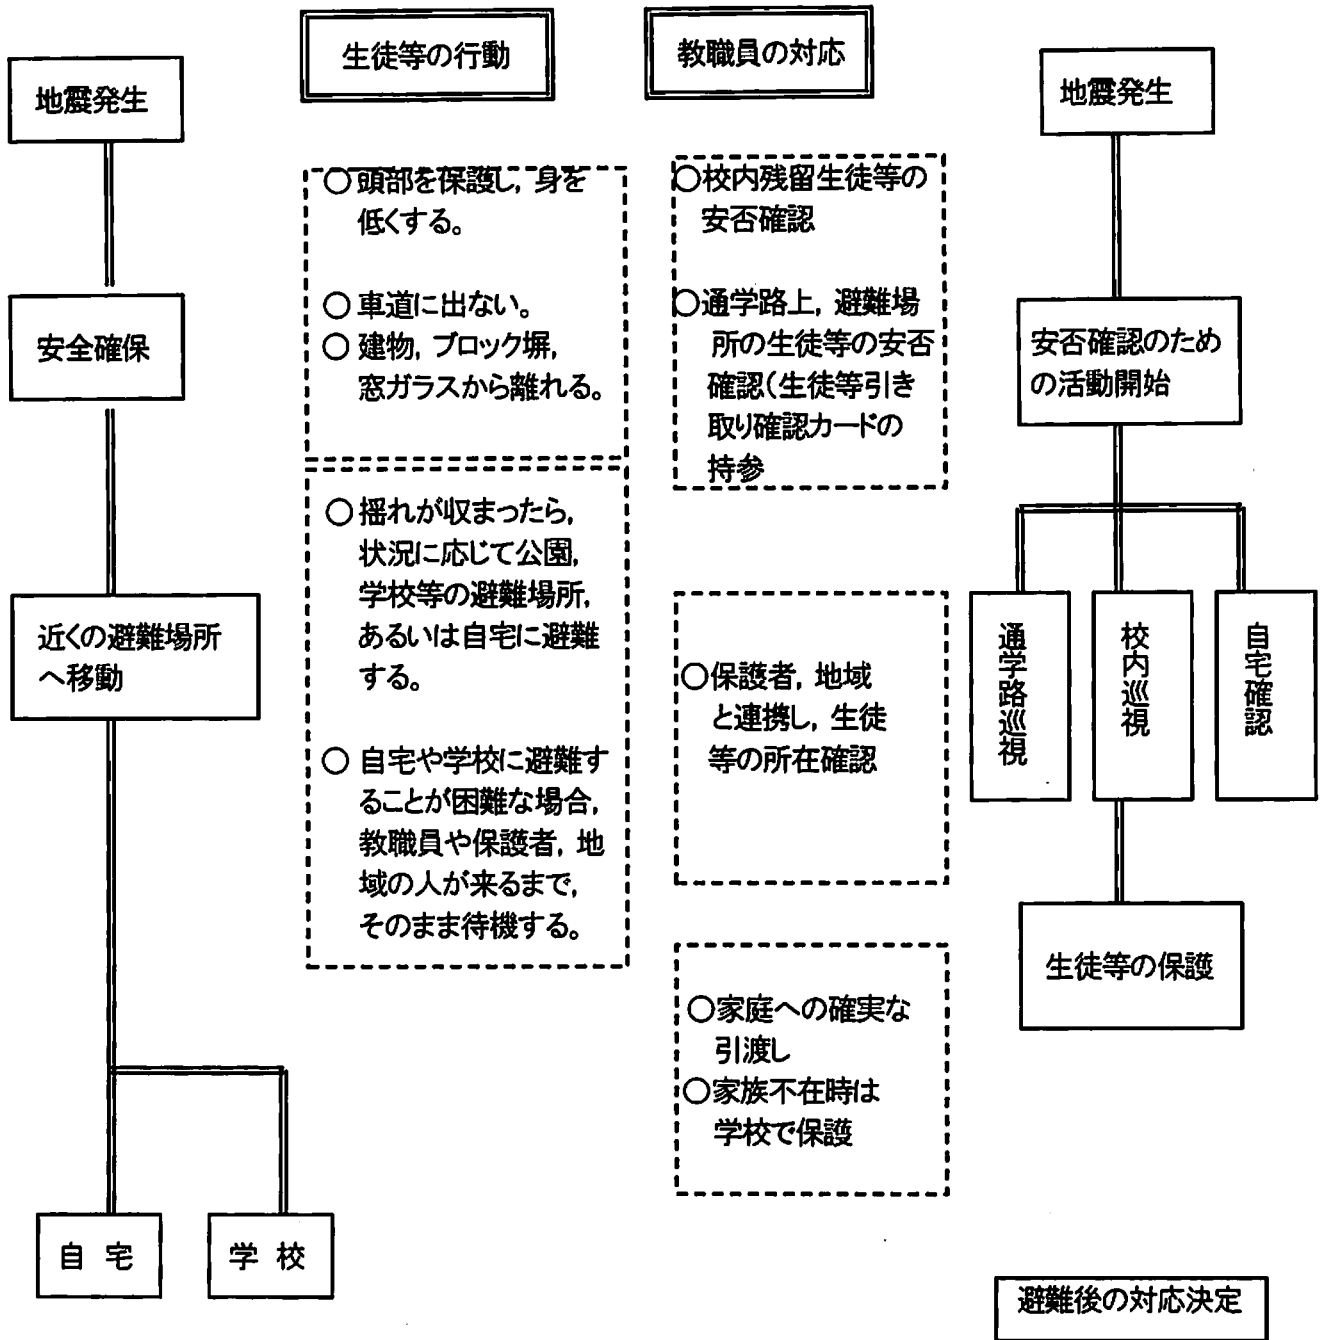 生徒等の行動
教職員の対応
地震発生
安全確保
近くの避難場所
へ移動
自 宅
学 校
○ 頭部を保護し，身を
低くする。
○ 車道に出ない。
○ 建物，ブロック塀，
窓ガラスから離れる。
○ 揺れが収まったら，
状況に応じて公園，
学校等の避難場所，
あるいは自宅に避難
する。
○ 自宅や学校に避難す
ることが困難な場合，
教職員や保護者，地
域の人が来るまで，
そのまま待機する。
○校内残留生徒等の
安否確認
○通学路上，避難場
所の生徒等の安否
確認（生徒等引き
取り確認カードの
持参
○保護者，地域
と連携し，生徒
等の所在確認
○家庭への確実な
引渡し
○家族不在時は
学校で保護
地震発生
安否確認のため
の活動開始
通学路巡視
校内巡視
自宅確認
生徒等の保護
避難後の対応決定